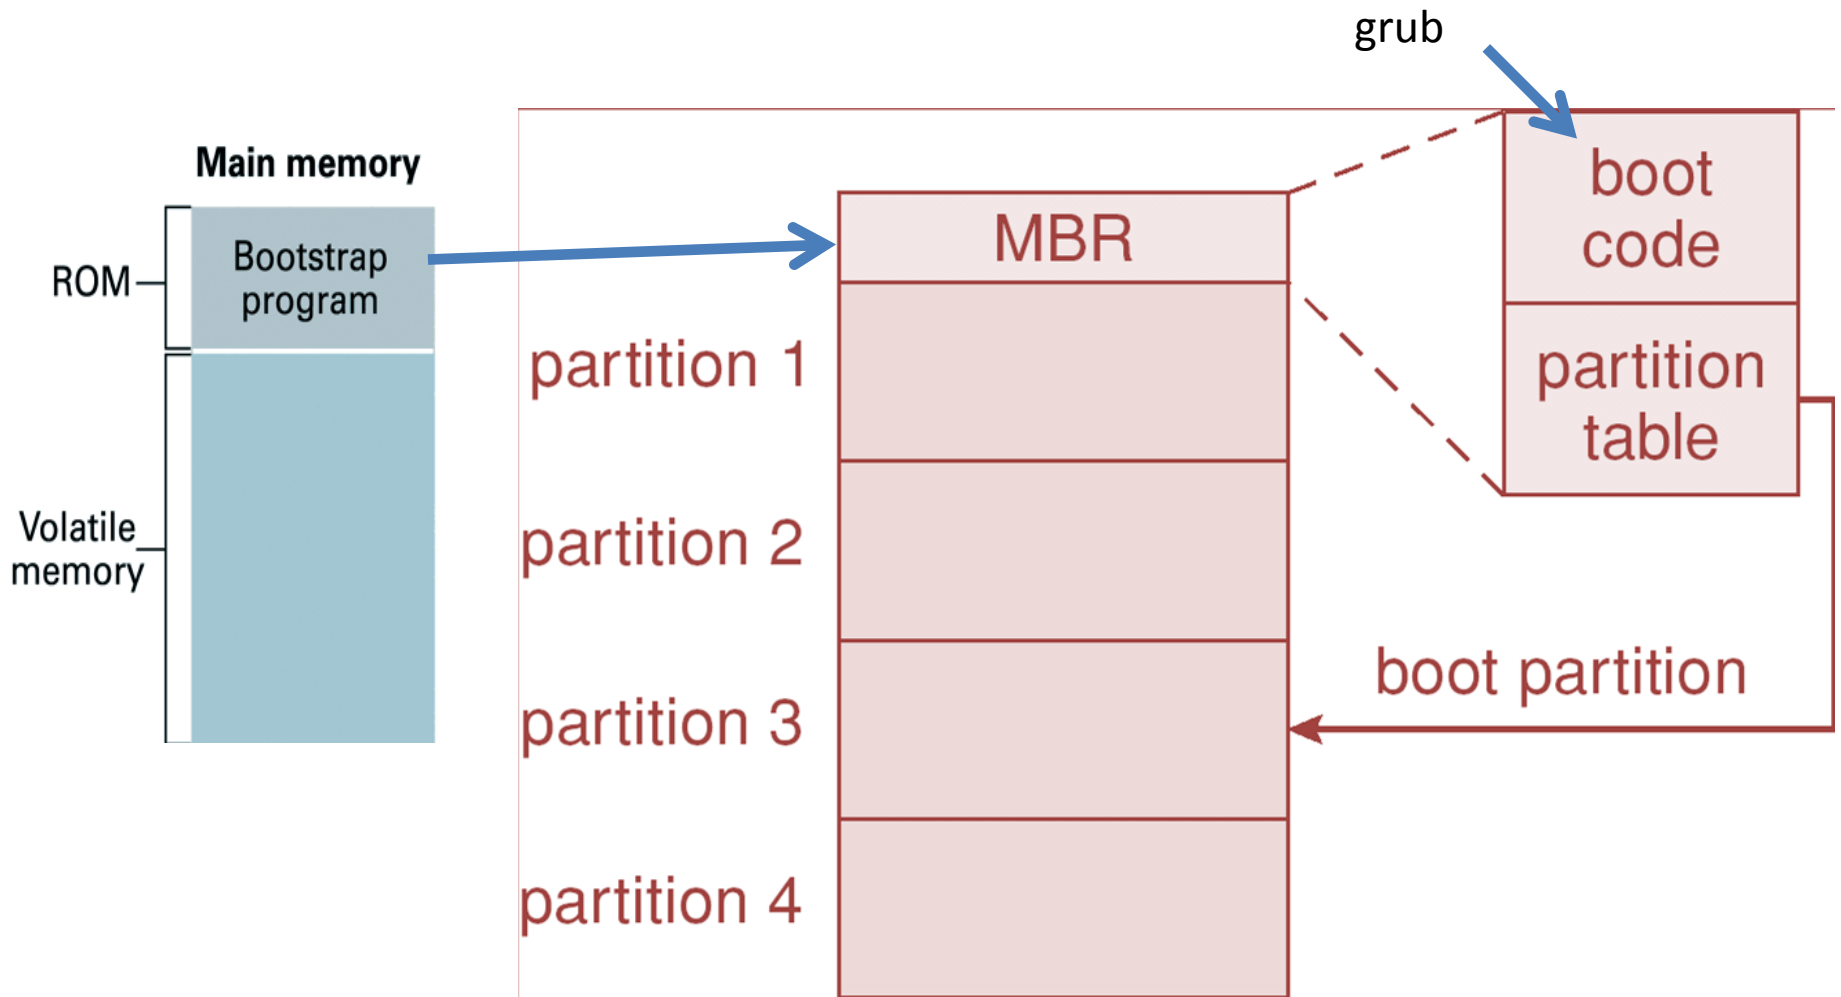 grub
Main memory
ROM
Bootstrap
program
Volatile
memory
MBR
partition 1
partition 2
partition 3
partition 4
boot
code
partition
table
boot partition